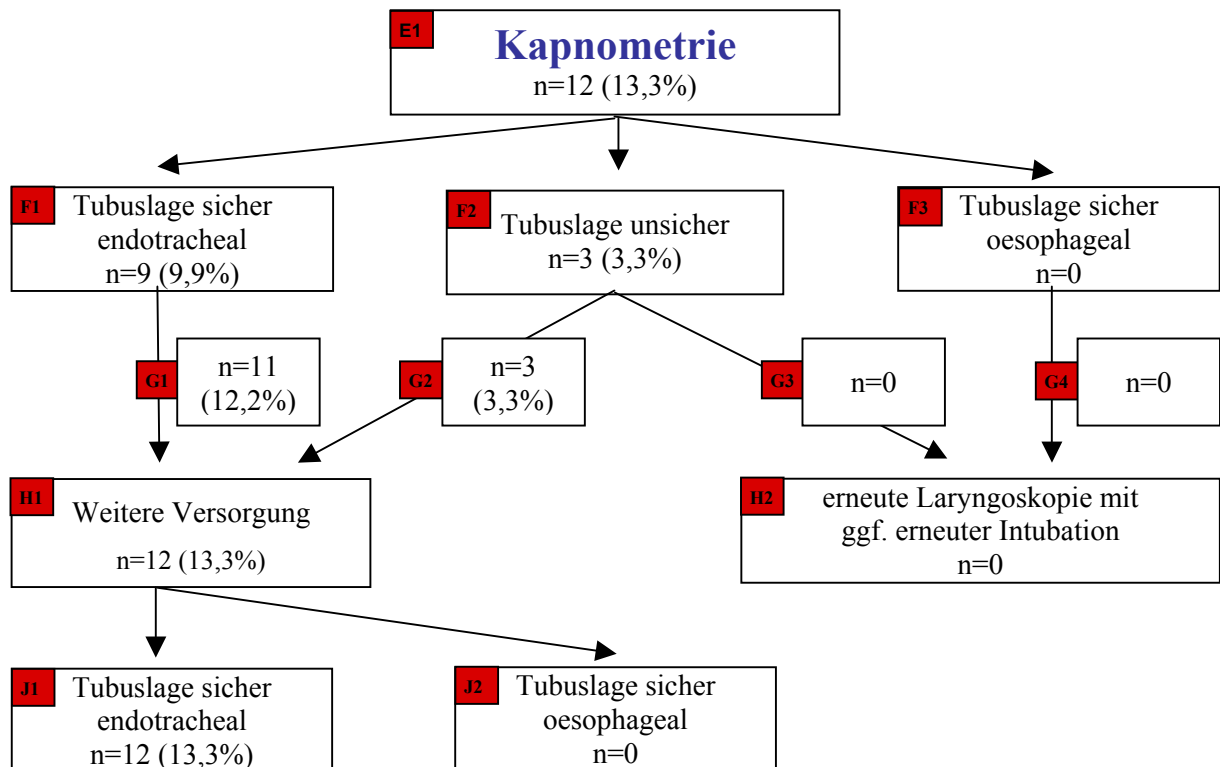 E1
Kapnometrie
n=12 (13,3%)
F1
Tubuslage sicher
endotracheal
n=9 (9,9%)
F2
Tubuslage unsicher
n=3 (3,3%)
F3
Tubuslage sicher
oesophageal
n=0
G1
n=11
(12,2%)
G2
n=3
(3,3%)
G3
n=0
G4
n=0
H1
Weitere Versorgung
n=12 (13,3%)
H2
erneute Laryngoskopie mit
ggf. erneuter Intubation
n=0
J1
Tubuslage sicher
endotracheal
n=12 (13,3%)
J2
Tubuslage sicher
oesophageal
n=0